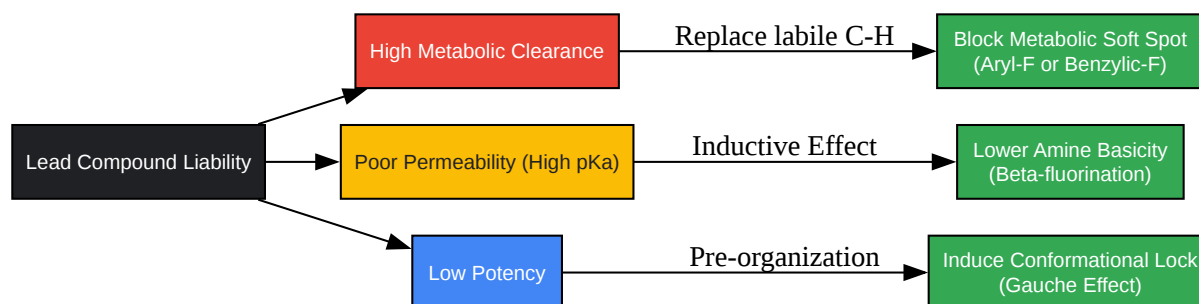 High Metabolic Clearance
Replace labile C-H
Block Metabolic Soft Spot
(Aryl-F or Benzylic-F)
Lead Compound Liability
Poor Permeability (High pKa)
Inductive Effect
Lower Amine Basicity
(Beta-fluorination)
Low Potency
Pre-organization
Induce Conformational Lock
(Gauche Effect)